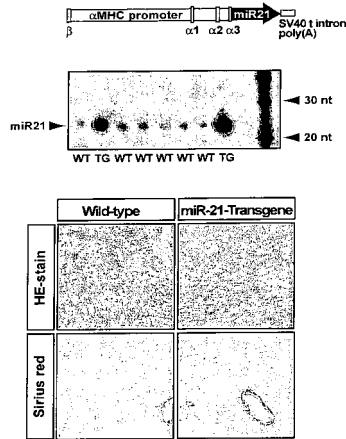 αMHC promoter miR21
SV40 t intron
poly(A)
β α1 α2 α3
30 nt
miR21
20 nt
WT TG WT WT WT WT WT TG
Wild-type miR-21-Transgene
HE-stain
Sirius red